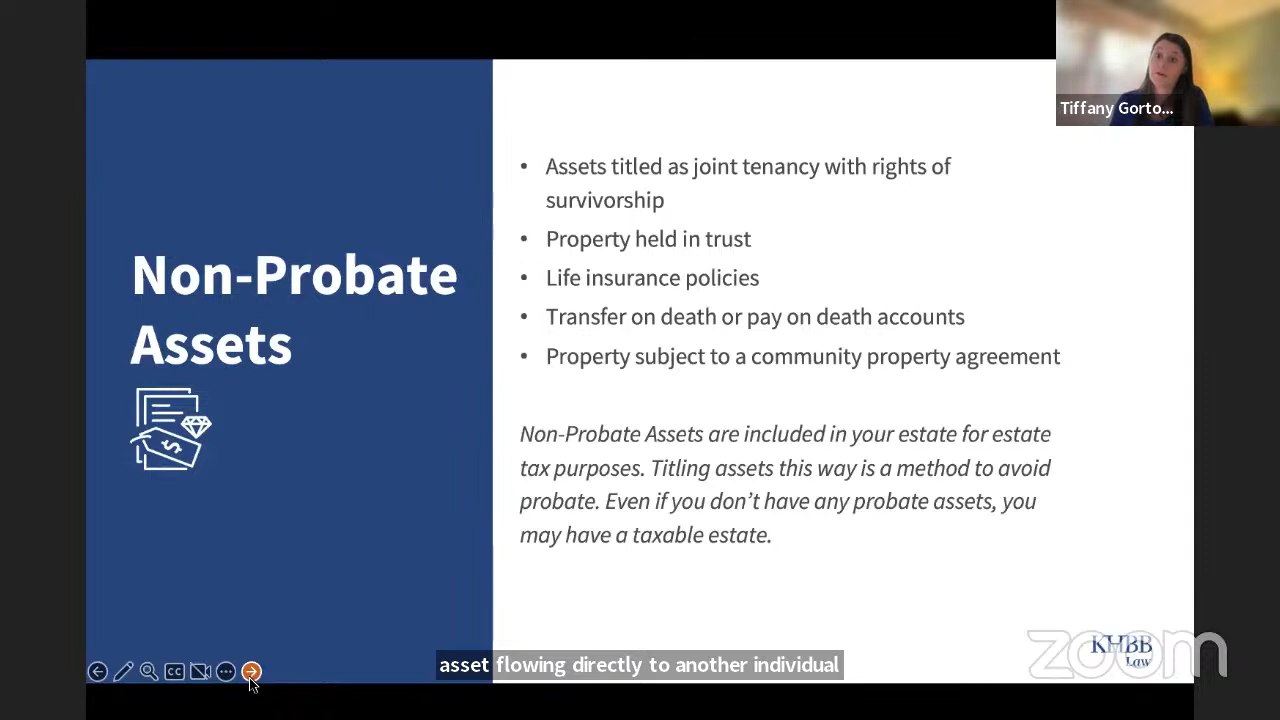 Tiffany Gorto...
Non-Probate
Assets
• Assets titled as joint tenancy with rights of
survivorship
• Property held in trust
• Life insurance policies
• Transfer on death or pay on death accounts
• Property subject to a community property agreement
Non-Probate Assets are included in your estate for estate
tax purposes. Titling assets this way is a method to avoid
probate. Even if you don’t have any probate assets, you
may have a taxable estate.
$
KHBB
Law
zoom
CC
asset flowing directly to another individual